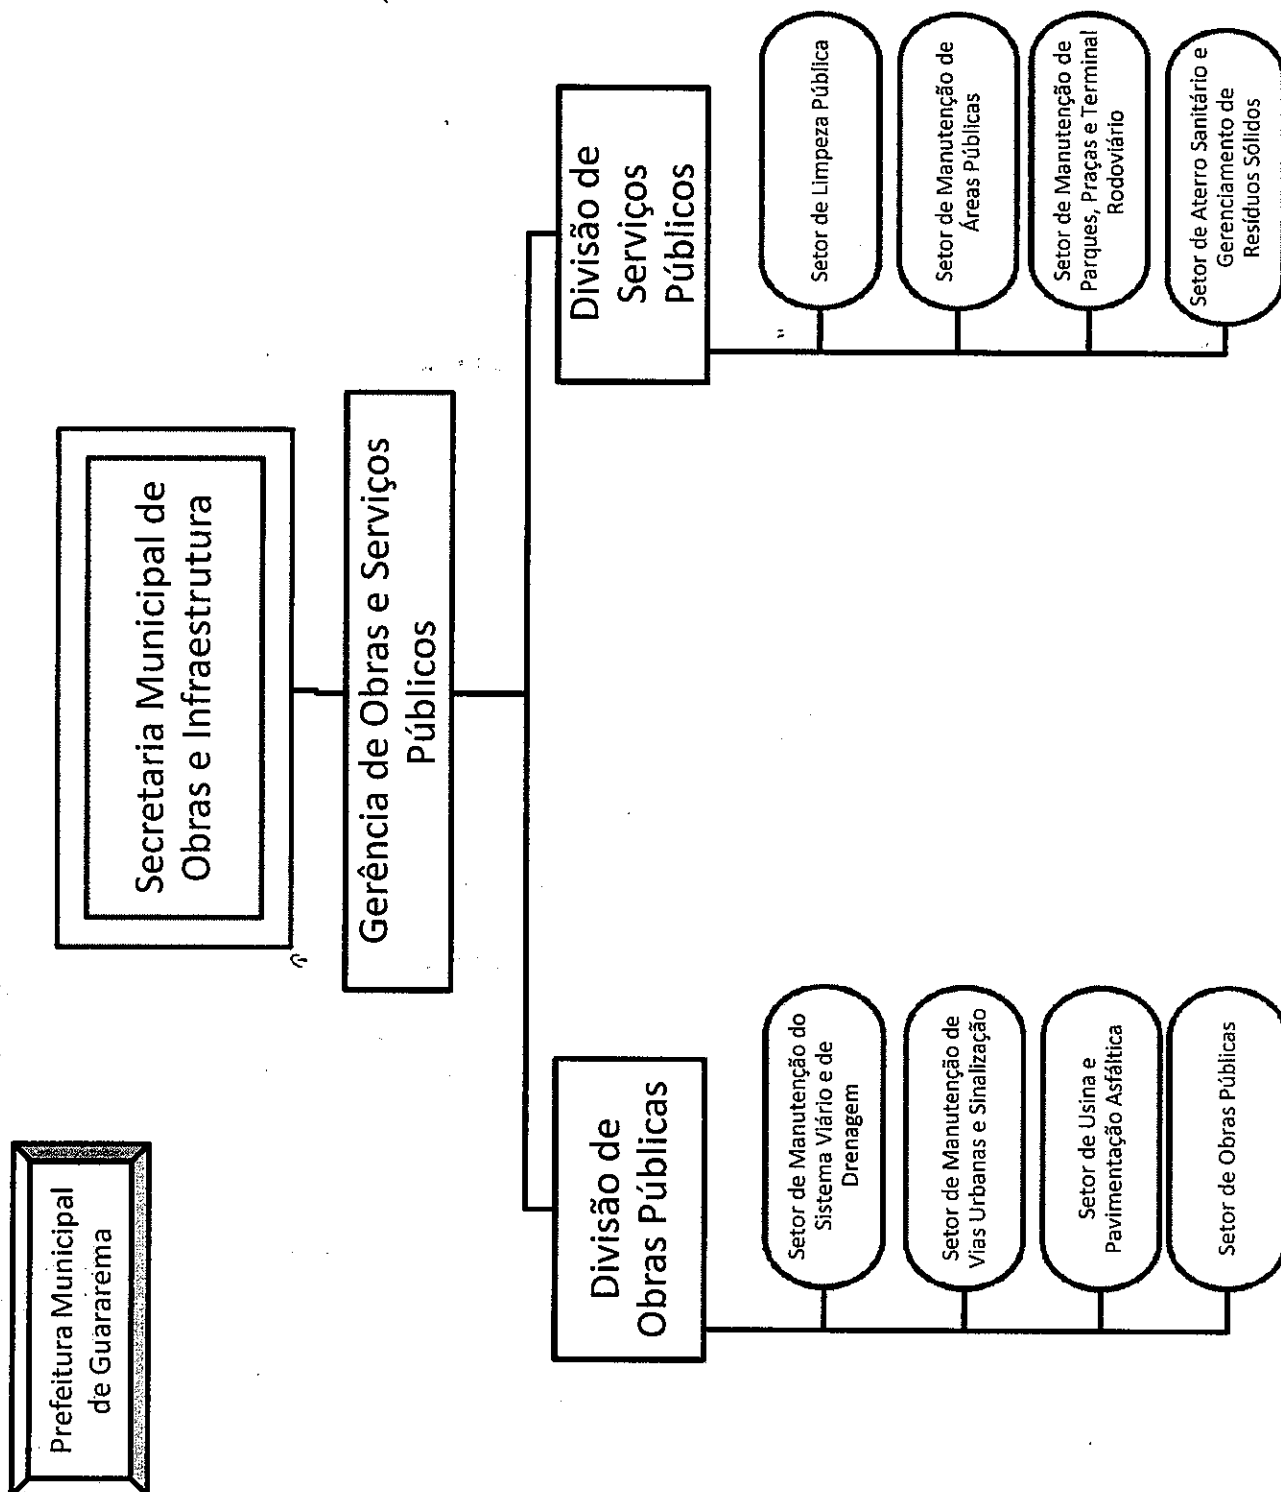 Prefeitura Municipal
de Guararema
Secretaria Municipal de
Obras e Infraestrutura
Gerência de Obras e Serviços
Públicos
Divisão de
Obras Públicas
Setor de Manutenção do
Sistema Viário e de
Drenagem
Setor de Manutenção de
Vias Urbanas e Sinalização
Setor de Usina e
Pavimentação Asfáltica
Setor de Obras Públicas
Divisão de
Serviços
Públicos
Setor de Limpeza Pública
Setor de Manutenção de
Áreas Públicas
Setor de Manutenção de
Parques, Praças e Terminal
Rodoviário
Setor de Aterro Sanitário e
Gerenciamento de
Resíduos Sólidos